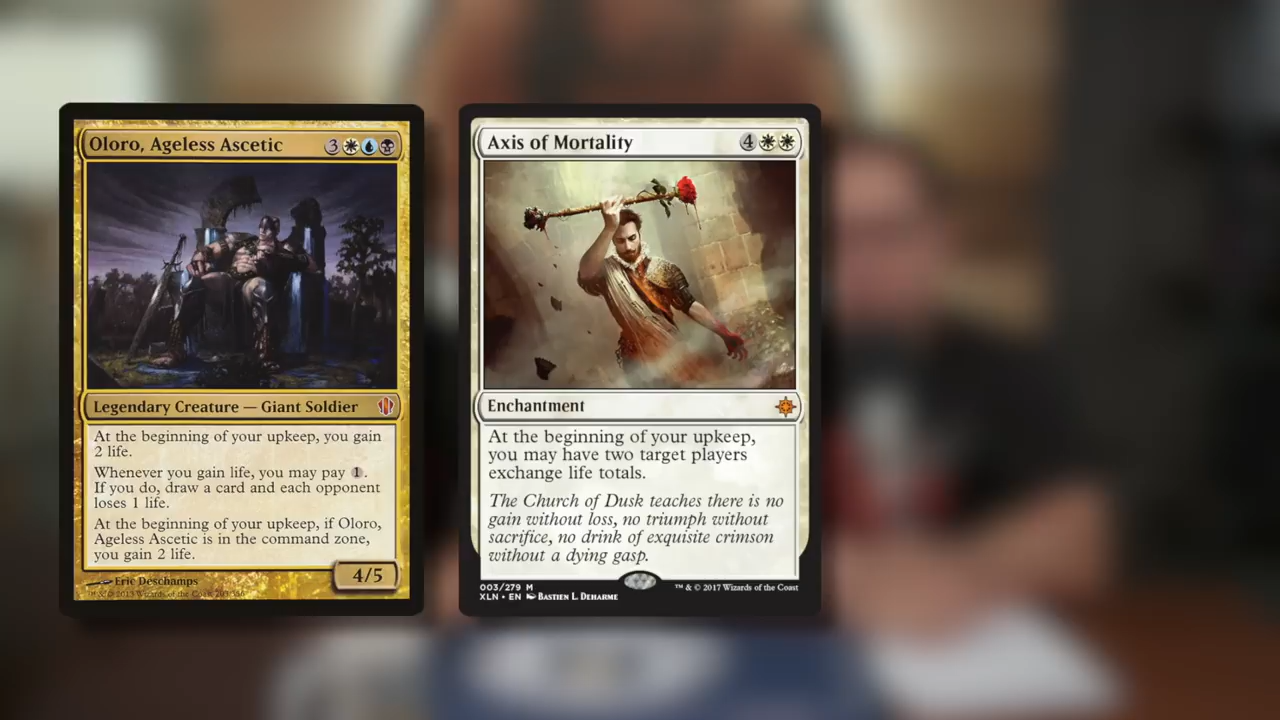 Oloro, Ageless Ascetic 3
Legendary Creature — Giant Soldier
At the beginning of your upkeep, you gain
2 life.
Whenever you gain life, you may pay 1.
If you do, draw a card and each opponent
loses 1 life.
At the beginning of your upkeep, if Oloro,
Ageless Ascetic is in the command zone,
you gain 2 life.
Eric Deschamps
Wizards of the Coast
4/5
Axis of Mortality 4
Enchantment
At the beginning of your upkeep,
you may have two target players
exchange life totals.
The Church of Dusk teaches there is no
gain without loss, no triumph without
sacrifice, no drink of exquisite crimson
without a dying gasp.
003/279 M
XLN • EN Bastien L. Deharme
™ & © 2017 Wizards of the Coast